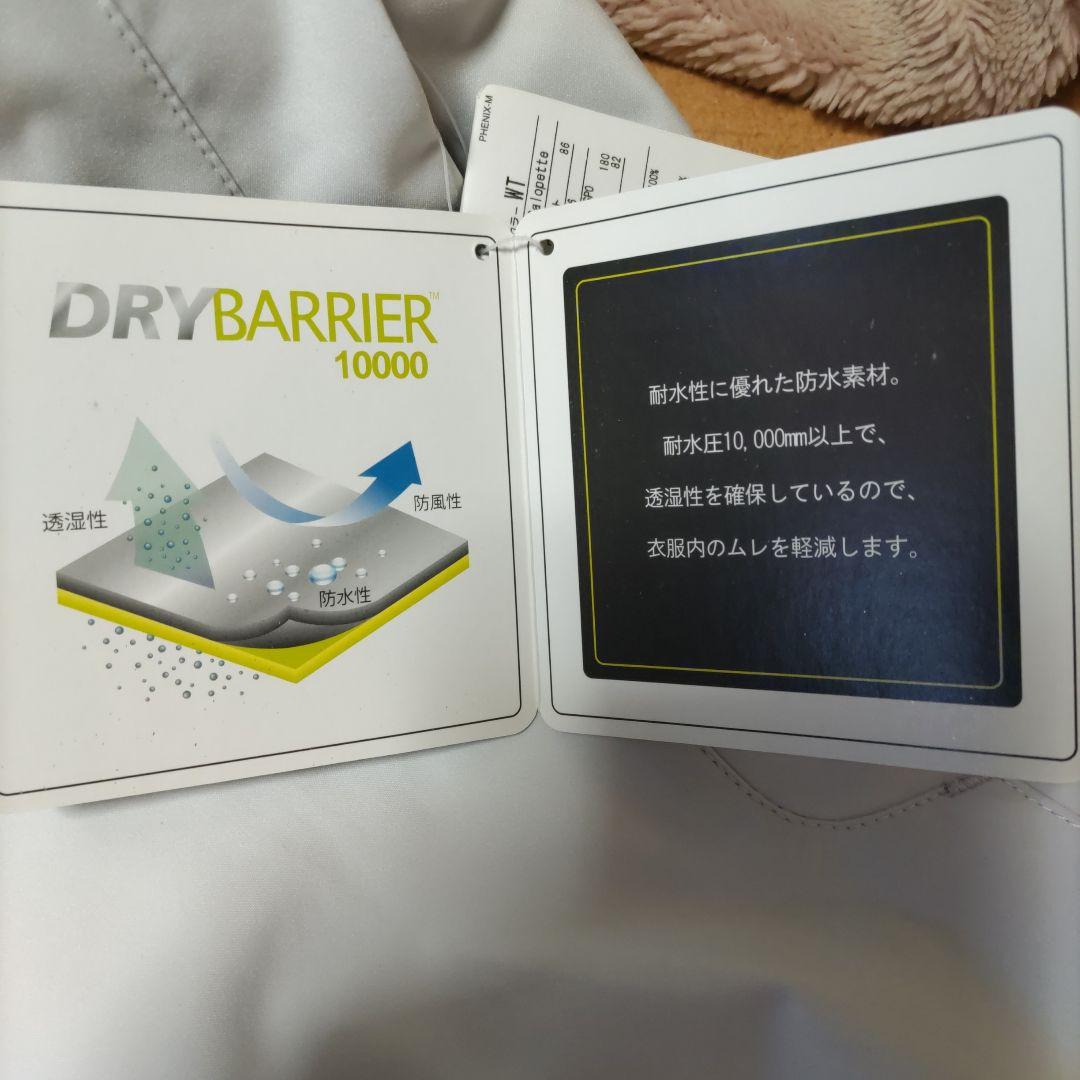 DRYBARRIER™
10000
透湿性
防風性
防水性
耐水性に優れた防水素材。
耐水圧10,000mm以上で、
透湿性を確保しているので、
衣服内のムレを軽減します。
PHENIX-M
WT
86
180
82